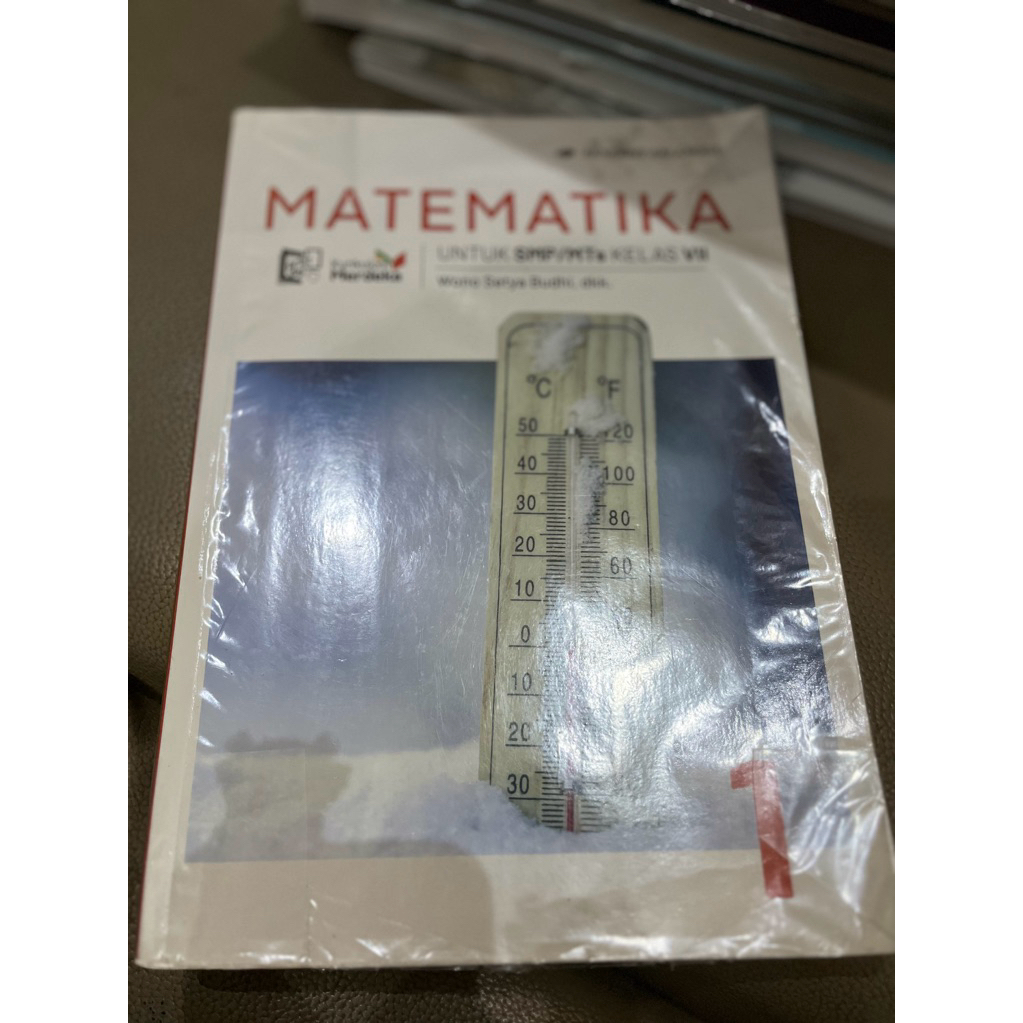 MATEMATIKA
Kurikulum
Merdeka
UNTUK SMP/MTs KELAS VII
Wono Setya Budhi, dkk.
°C °F
50 120
40 100
30 80
20 60
10
0
10
20
30
1